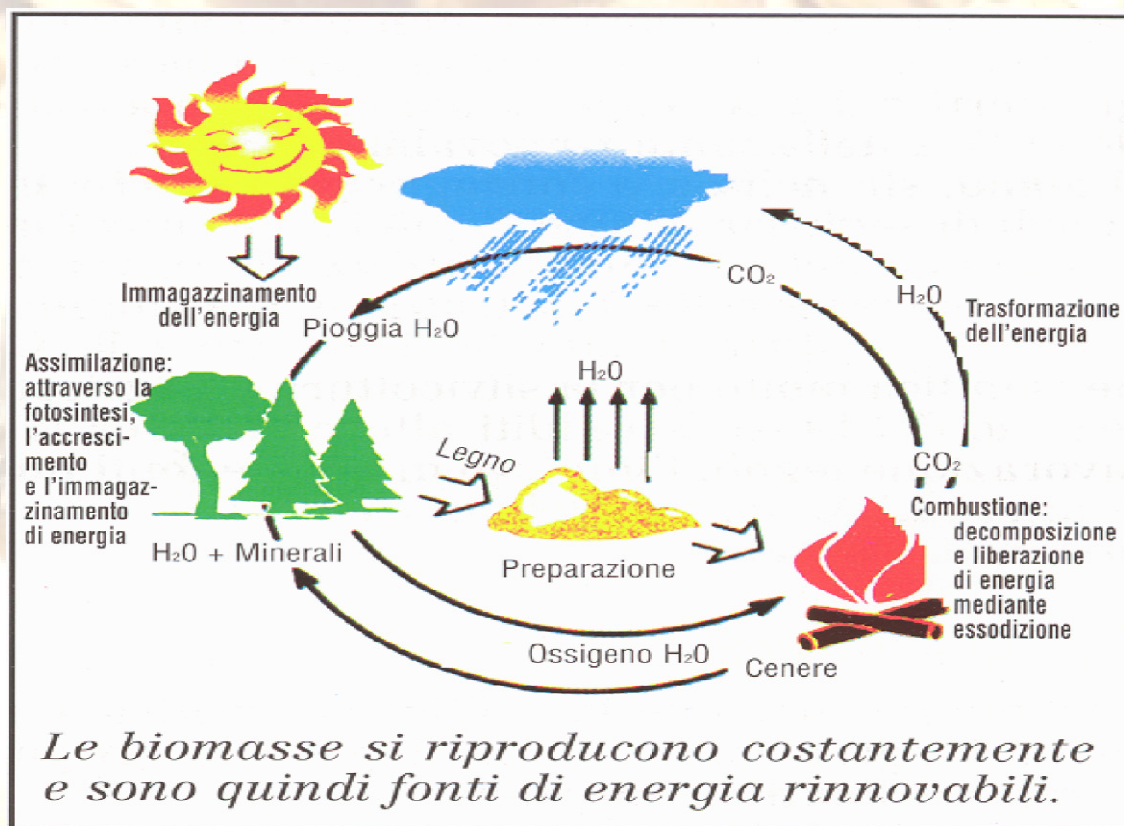 Immagazzinamento
dell'energia
Pioggia H₂O
CO₂
H₂O
Trasformazione
dell'energia
Assimilazione:
attraverso la
fotosintesi,
l'accresci-
mento
e l'immagaz-
zinamento
di energia
H₂O
Legno
CO₂
Combustione:
decomposizione
e liberazione
di energia
mediante
essodizione
H₂O + Minerali
Preparazione
Ossigeno H₂O
Cenere
Le biomasse si riproducono costantemente
e sono quindi fonti di energia rinnovabili.